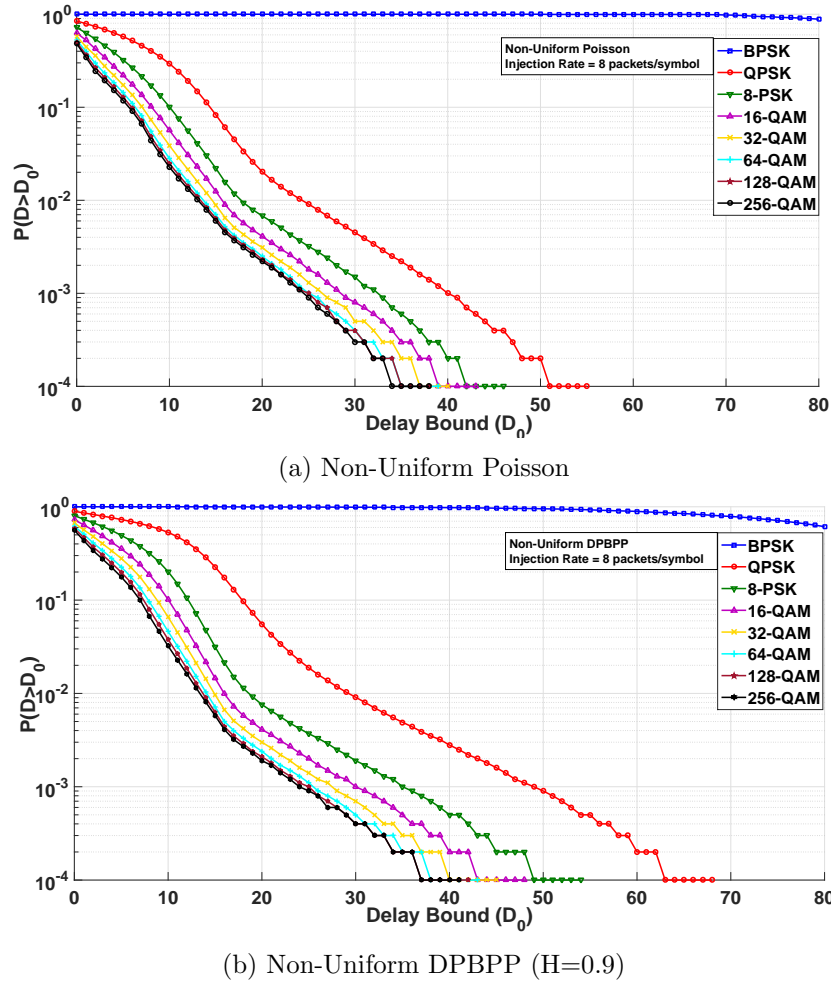 10^0
10^-1
10^-2
10^-3
10^-4
P(D>D_0)
Non-Uniform Poisson
Injection Rate = 8 packets/symbol
BPSK
QPSK
8-PSK
16-QAM
32-QAM
64-QAM
128-QAM
256-QAM
0 10 20 30 40 50 60 70 80
Delay Bound (D_0)
(a) Non-Uniform Poisson
10^0
10^-1
10^-2
10^-3
10^-4
P(D>D_0)
Non-Uniform DPBPP
Injection Rate = 8 packets/symbol
BPSK
QPSK
8-PSK
16-QAM
32-QAM
64-QAM
128-QAM
256-QAM
0 10 20 30 40 50 60 70 80
Delay Bound (D_0)
(b) Non-Uniform DPBPP (H=0.9)